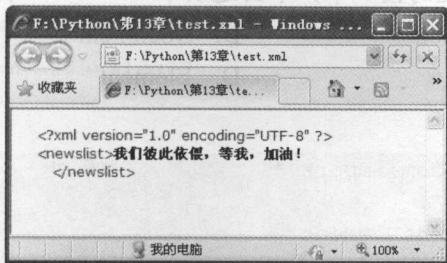 F:\Python\第13章\test.xml - Windows ...
F:\Python\第13章\test.xml
收藏夹
F:\Python\第13章\te...
<?xml version="1.0" encoding="UTF-8" ?>
<newslist>我们彼此依偎，等我，加油！
</newslist>
我的电脑
100%